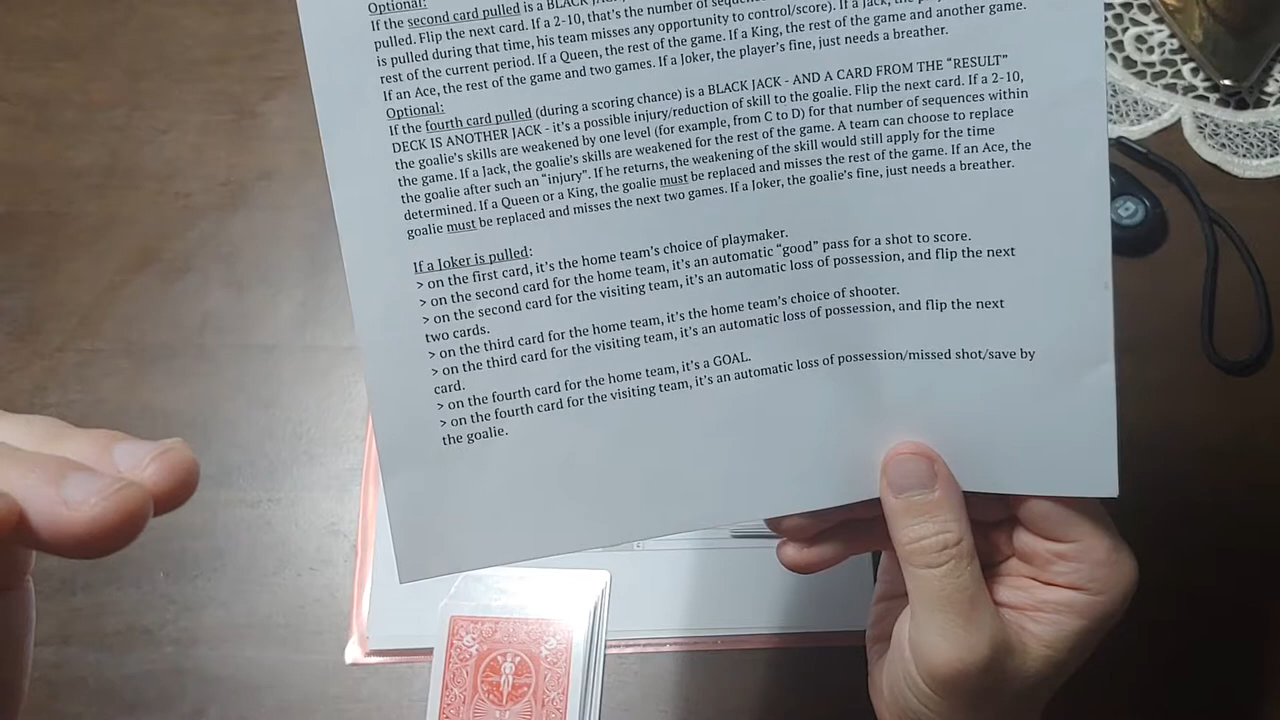 Optional:
If the second card pulled is a BLACK JACK
pulled. Flip the next card. If a 2-10, that's the number of sequences
is pulled during that time, his team misses any opportunity to control/score). If a Jack, the
rest of the current period. If a Queen, the rest of the game. If a King, the rest of the game and another game.
If an Ace, the rest of the game and two games. If a Joker, the player's fine, just needs a breather.
Optional:
If the fourth card pulled (during a scoring chance) is a BLACK JACK - AND A CARD FROM THE "RESULT"
DECK IS ANOTHER JACK - it's a possible injury/reduction of skill to the goalie. Flip the next card. If a 2-10,
the goalie's skills are weakened by one level (for example, from C to D) for that number of sequences within
the game. If a Jack, the goalie's skills are weakened for the rest of the game. A team can choose to replace
the goalie after such an "injury". If he returns, the weakening of the skill would still apply for the time
determined. If a Queen or a King, the goalie must be replaced and misses the rest of the game. If an Ace, the
goalie must be replaced and misses the next two games. If a Joker, the goalie's fine, just needs a breather.
If a Joker is pulled:
> on the first card, it's the home team's choice of playmaker.
> on the second card for the home team, it's an automatic "good" pass for a shot to score.
> on the second card for the visiting team, it's an automatic loss of possession, and flip the next
two cards.
> on the third card for the home team, it's the home team's choice of shooter.
> on the third card for the visiting team, it's an automatic loss of possession, and flip the next
card.
> on the fourth card for the home team, it's a GOAL.
> on the fourth card for the visiting team, it's an automatic loss of possession/missed shot/save by
the goalie.